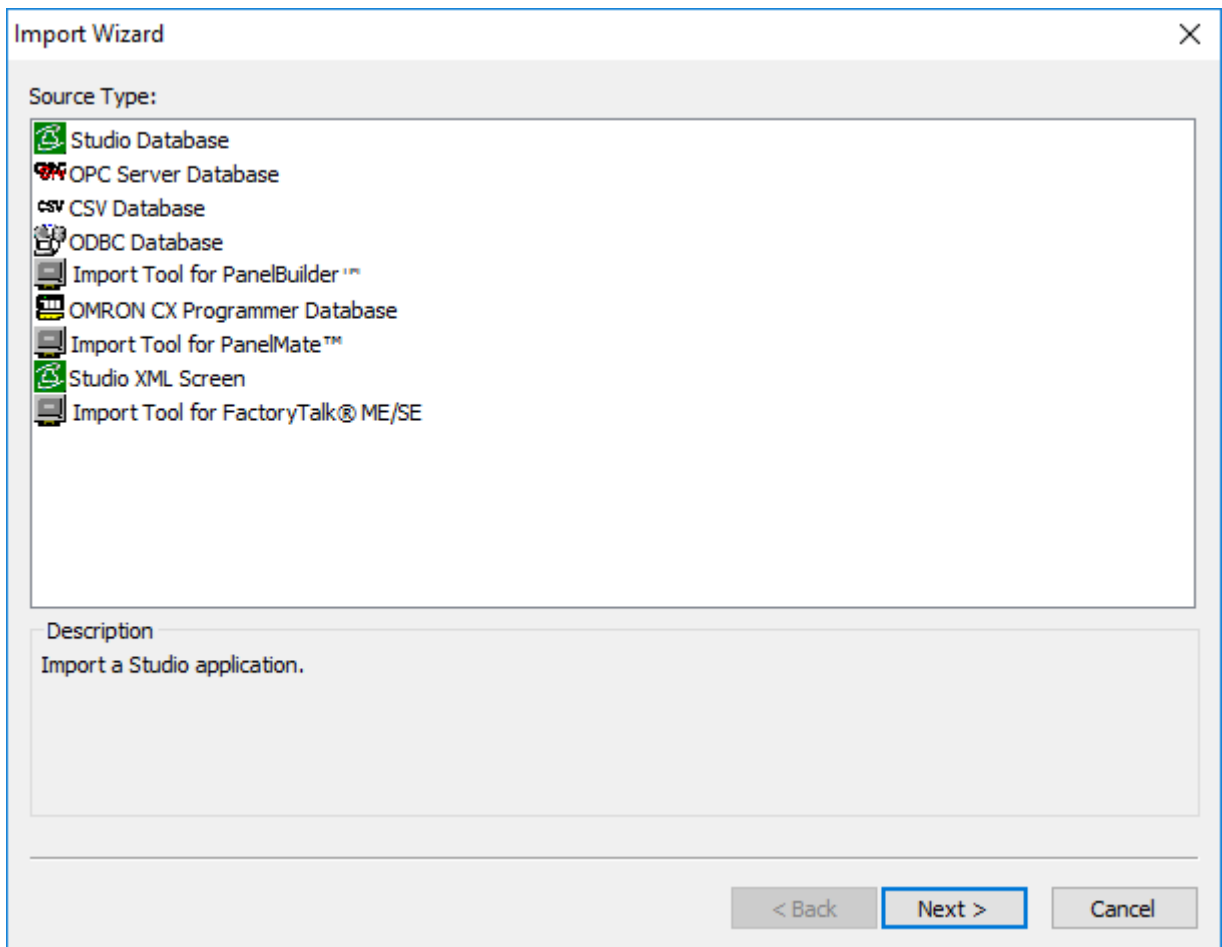 Import Wizard
Source Type:
Studio Database
OPC Server Database
CSV CSV Database
ODBC Database
Import Tool for PanelBuilder™
OMRON CX Programmer Database
Import Tool for PanelMate™
Studio XML Screen
Import Tool for FactoryTalk® ME/SE
Description
Import a Studio application.
< Back Next > Cancel